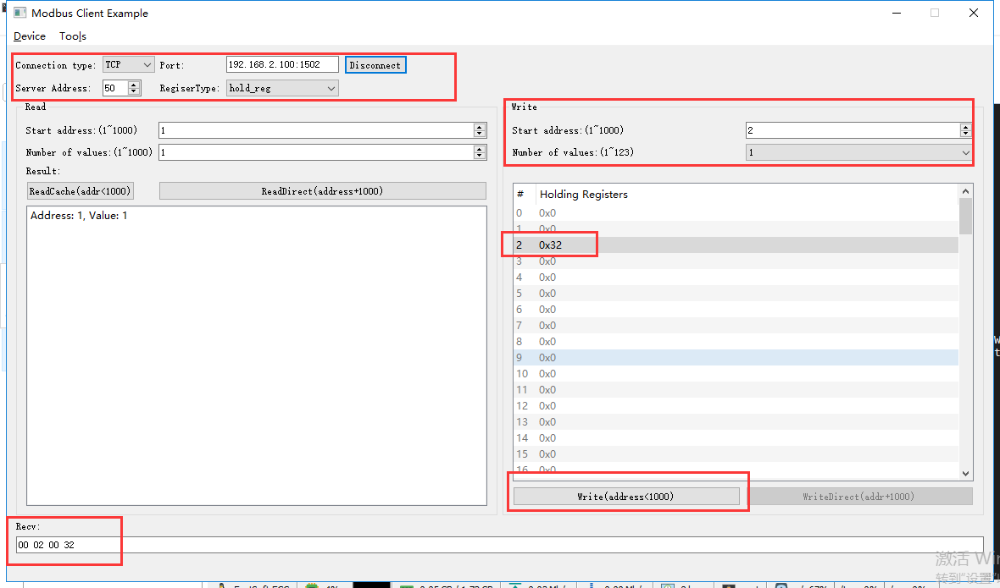 Modbus Client Example
Device Tools
Connection type: TCP Port: 192.168.2.100:1502 Disconnect
Server Address: 50 RegiserType: hold_reg
Read
Start address:(1~1000) 1
Number of values:(1~1000) 1
Result:
ReadCache(addr<1000) ReadDirect(address+1000)
Address: 1, Value: 1
Write
Start address:(1~1000) 2
Number of values:(1~123) 1
# Holding Registers
0 0x0
1 0x0
2 0x32
3 0x0
4 0x0
5 0x0
6 0x0
7 0x0
8 0x0
9 0x0
10 0x0
11 0x0
12 0x0
13 0x0
14 0x0
15 0x0
16 0x0
Write(address<1000) WriteDirect(addr+1000)
Recv:
00 02 00 32
激活
转到"设置"